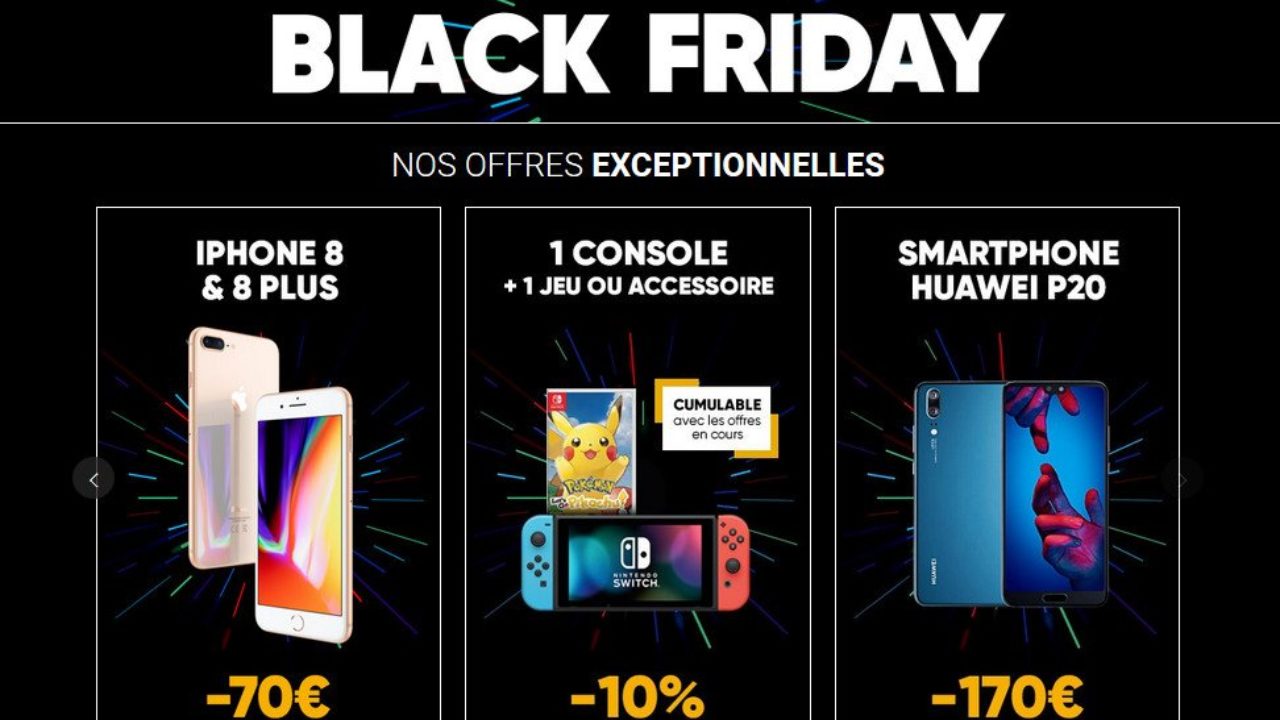 BLACK FRIDAY
NOS OFFRES EXCEPTIONNELLES
IPHONE 8
& 8 PLUS
-70€
1 CONSOLE
+ 1 JEU OU ACCESSOIRE
CUMULABLE
avec les offres
en cours
POKÉMON
Let's Go Pikachu!
NINTENDO
SWITCH
-10%
SMARTPHONE
HUAWEI P20
HUAWEI
-170€